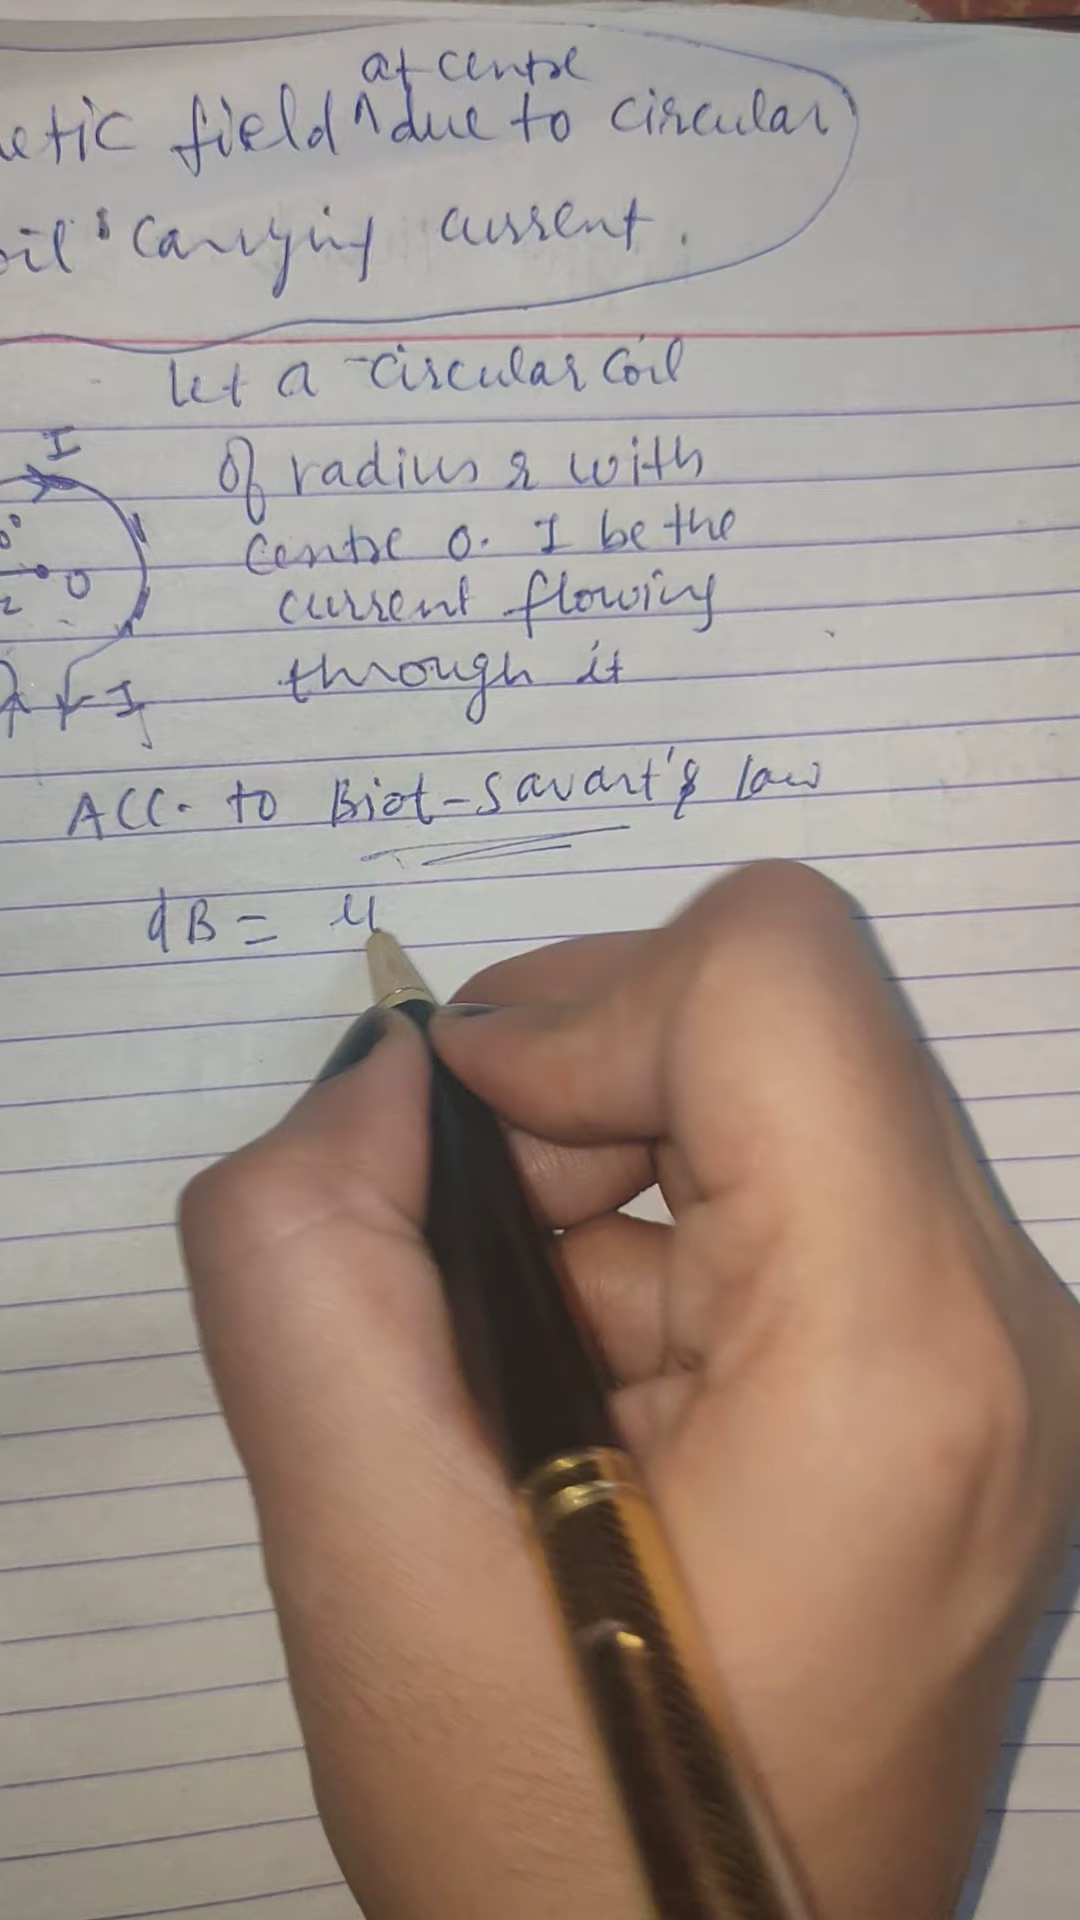 at centre
etic field ^ due to circular
oil carrying current.
Let a circular coil
I
of radius r with
centre O. I be the
O
current flowing
through it
I
Acc. to Biot-Savart's law
dB = μ